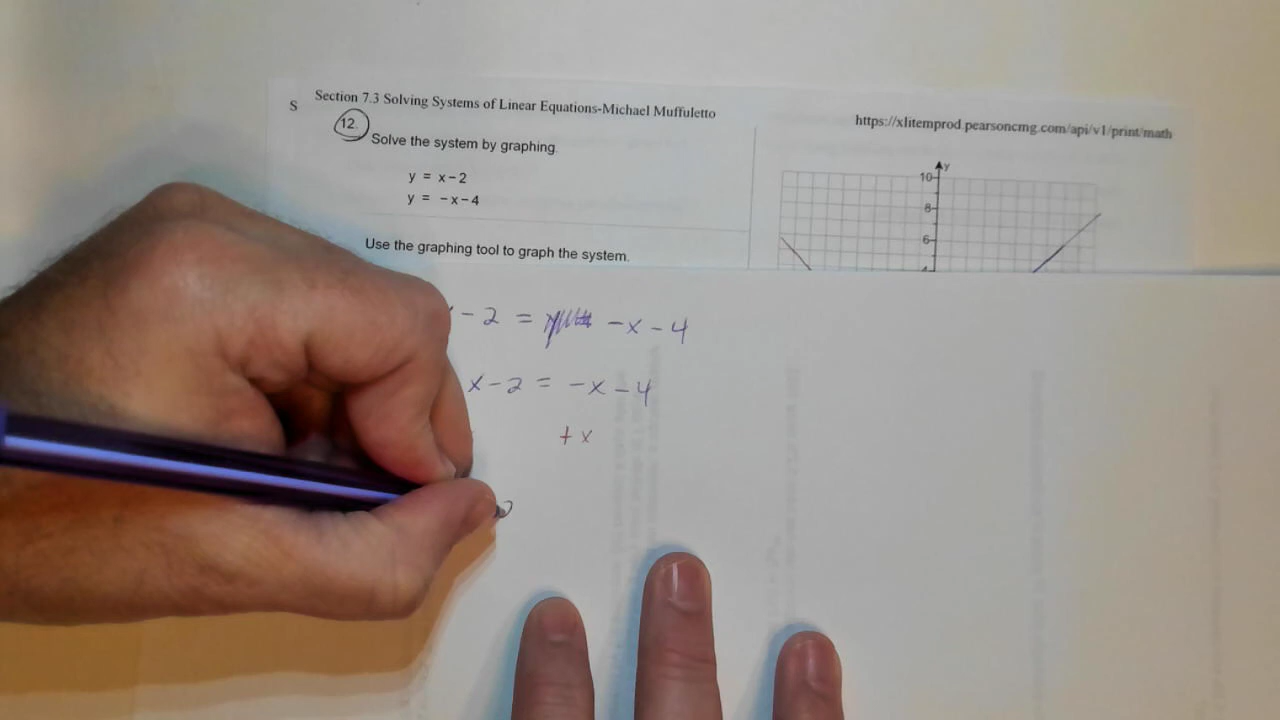 S
Section 7.3 Solving Systems of Linear Equations-Michael Muffuletto
https://xlitemprod.pearsoncmg.com/api/v1/print/math
12.
Solve the system by graphing.
y = x - 2
y = - x - 4
Use the graphing tool to graph the system.
y
10
8
6
- 2 = - x - 4
x - 2 = - x - 4
+ x